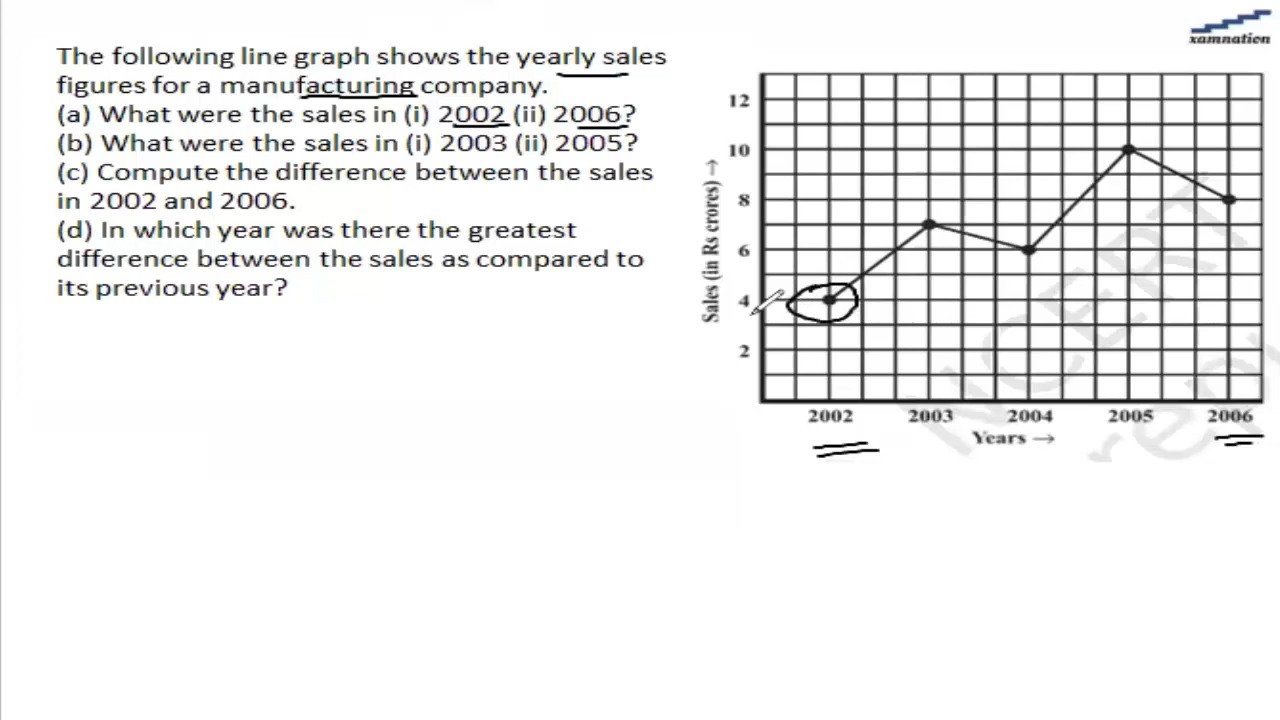 xamnation
The following line graph shows the yearly sales
figures for a manufacturing company.
(a) What were the sales in (i) 2002 (ii) 2006?
(b) What were the sales in (i) 2003 (ii) 2005?
(c) Compute the difference between the sales
in 2002 and 2006.
(d) In which year was there the greatest
difference between the sales as compared to
its previous year?
Sales (in Rs crores) →
12
10
8
6
4
2
2002 2003 2004 2005 2006
Years →
NCERT